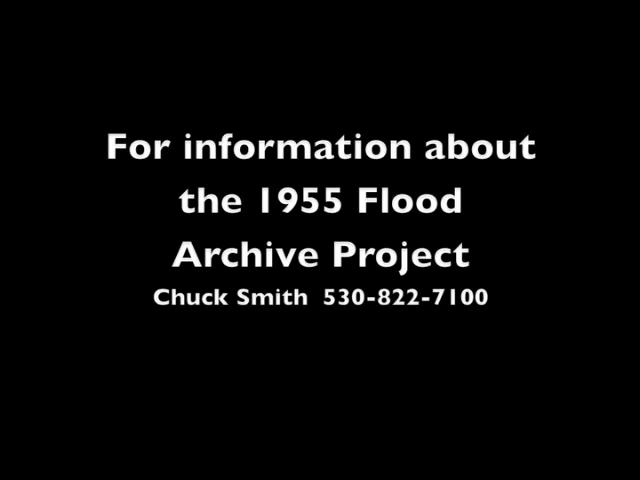 For information about
the 1955 Flood
Archive Project
Chuck Smith 530-822-7100